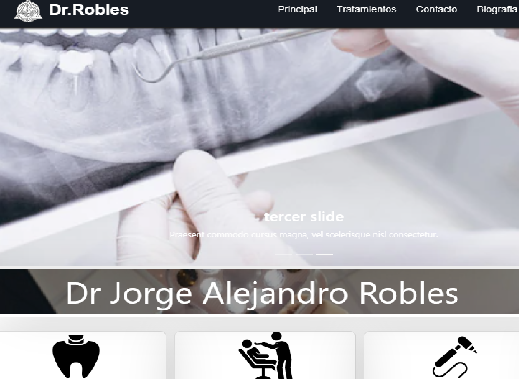 Dr.Robles
Principal Tratamientos Contacto Biografía
tercer slide
Praesent commodo cursus magna, vel scelerisque nisl consectetur.
Dr Jorge Alejandro Robles